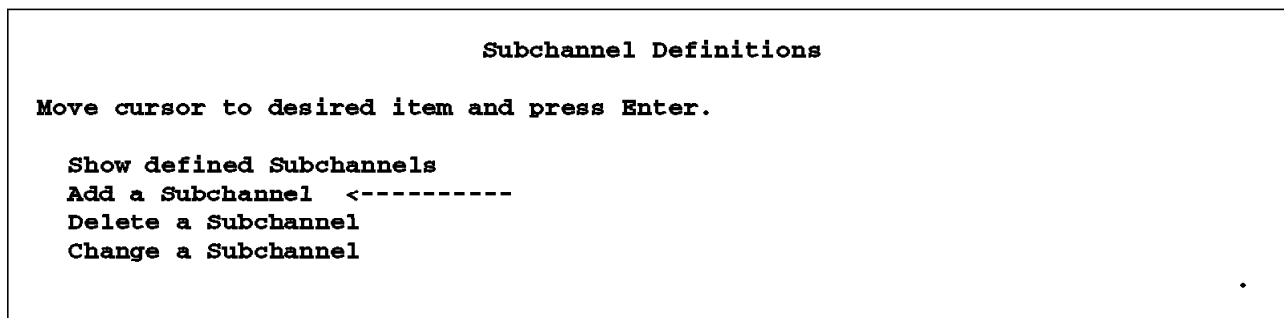 Subchannel Definitions
Move cursor to desired item and press Enter.
Show defined Subchannels
Add a Subchannel <----------
Delete a Subchannel
Change a Subchannel
.